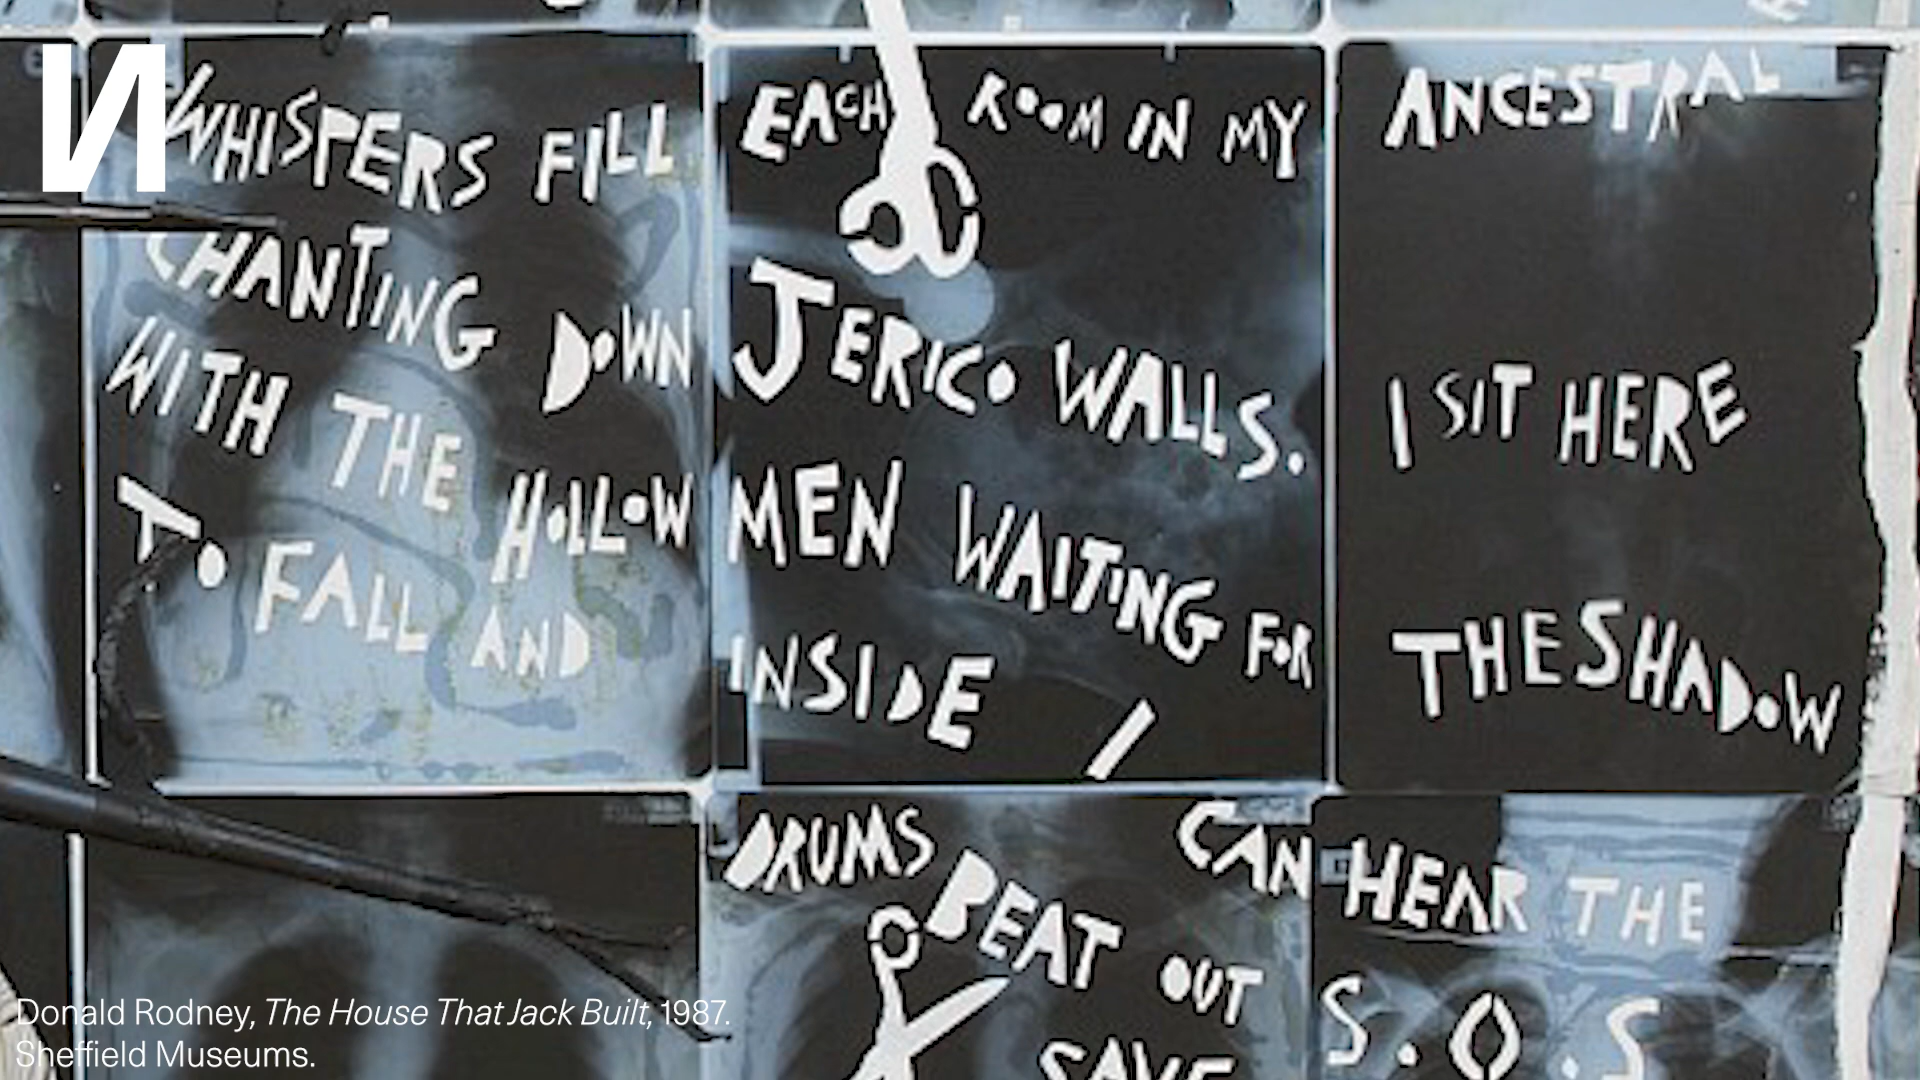 И
WHISPERS FILL EACH ROOM IN MY ANCESTRAL
CHANTING DOWN JERICO WALLS. I SIT HERE
WITH THE HOLLOW MEN WAITING FOR THE SHADOW
TO FALL AND INSIDE I CAN HEAR THE
DRUMS BEAT OUT S.O.S
SAVE
Donald Rodney, The House That Jack Built, 1987.
Sheffield Museums.